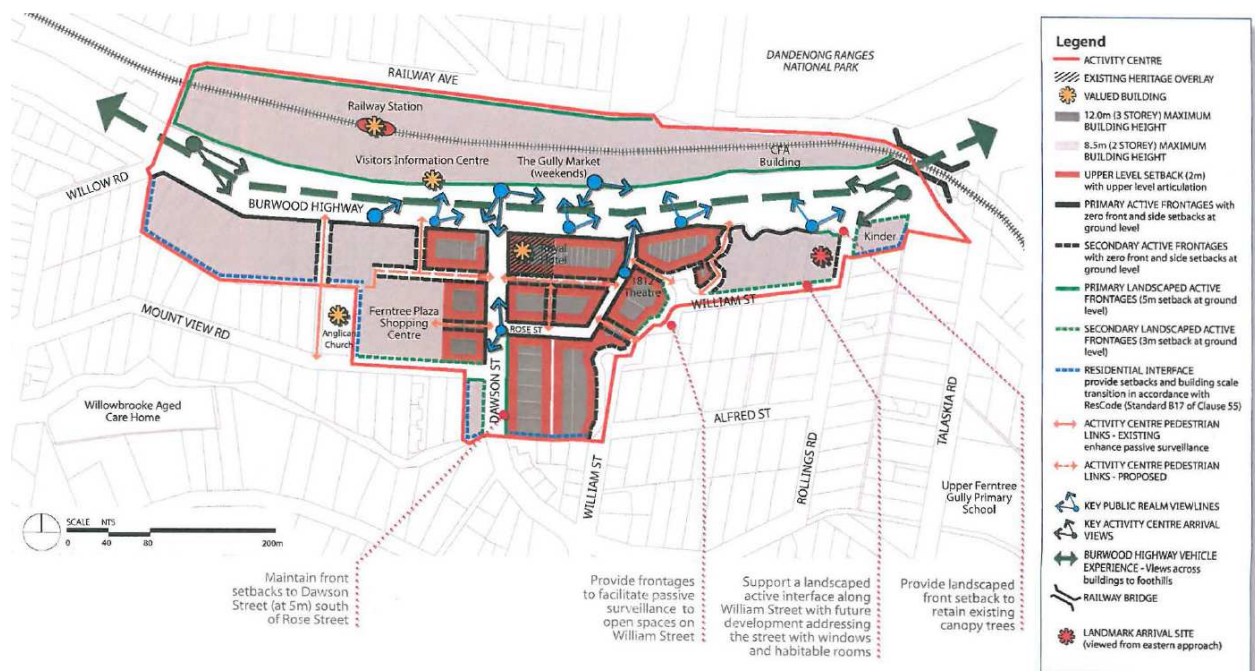 DANDENONG RANGES
NATIONAL PARK
RAILWAY AVE
Railway Station
Visitors Information Centre
The Gully Market
(weekends)
CFA
Building
WILLOW RD
BURWOOD HIGHWAY
Kinder
Royal
Hotel
1812
Theatre
WILLIAM ST
MOUNT VIEW RD
Anglican
Church
Ferntree Plaza
Shopping
Centre
ROSE ST
DAWSON ST
Willowbrooke Aged
Care Home
ALFRED ST
WILLIAM ST
ROLLINGS RD
TALASKIA RD
Upper Ferntree
Gully Primary
School
SCALE NTS
0 40 80 200m
Maintain front
setbacks to Dawson
Street (at 5m) south
of Rose Street
Provide frontages
to facilitate passive
surveillance to
open spaces on
William Street
Support a landscaped
active interface along
William Street with future
development addressing
the street with windows
and habitable rooms
Provide landscaped
front setback to
retain existing
canopy trees
Legend
ACTIVITY CENTRE
EXISTING HERITAGE OVERLAY
VALUED BUILDING
12.0m (3 STOREY) MAXIMUM
BUILDING HEIGHT
8.5m (2 STOREY) MAXIMUM
BUILDING HEIGHT
UPPER LEVEL SETBACK (2m)
with upper level articulation
PRIMARY ACTIVE FRONTAGES with
zero front and side setbacks at
ground level
SECONDARY ACTIVE FRONTAGES
with zero front and side setbacks at
ground level
PRIMARY LANDSCAPED ACTIVE
FRONTAGES (5m setback at ground
level)
SECONDARY LANDSCAPED ACTIVE
FRONTAGES (3m setback at ground
level)
RESIDENTIAL INTERFACE
provide setbacks and building scale
transition in accordance with
ResCode (Standard B17 of Clause 55)
ACTIVITY CENTRE PEDESTRIAN
LINKS - EXISTING
enhance passive surveillance
ACTIVITY CENTRE PEDESTRIAN
LINKS - PROPOSED
KEY PUBLIC REALM VIEWLINES
KEY ACTIVITY CENTRE ARRIVAL
VIEWS
BURWOOD HIGHWAY VEHICLE
EXPERIENCE - Views across
buildings to foothills
RAILWAY BRIDGE
LANDMARK ARRIVAL SITE
(viewed from eastern approach)